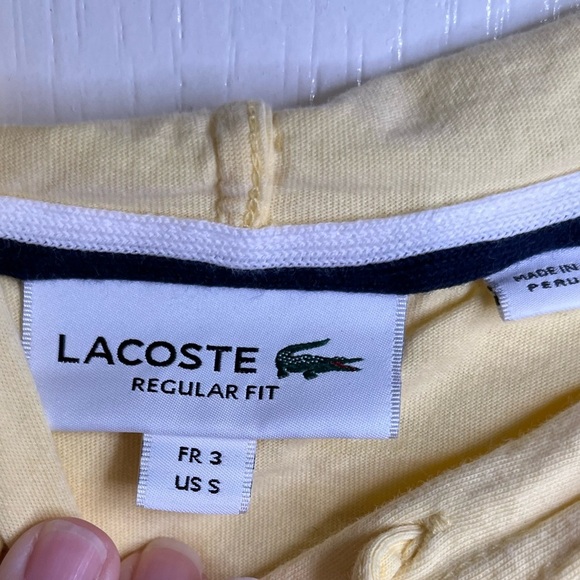 LACOSTE
REGULAR FIT
FR 3
US S
MADE IN
PERU